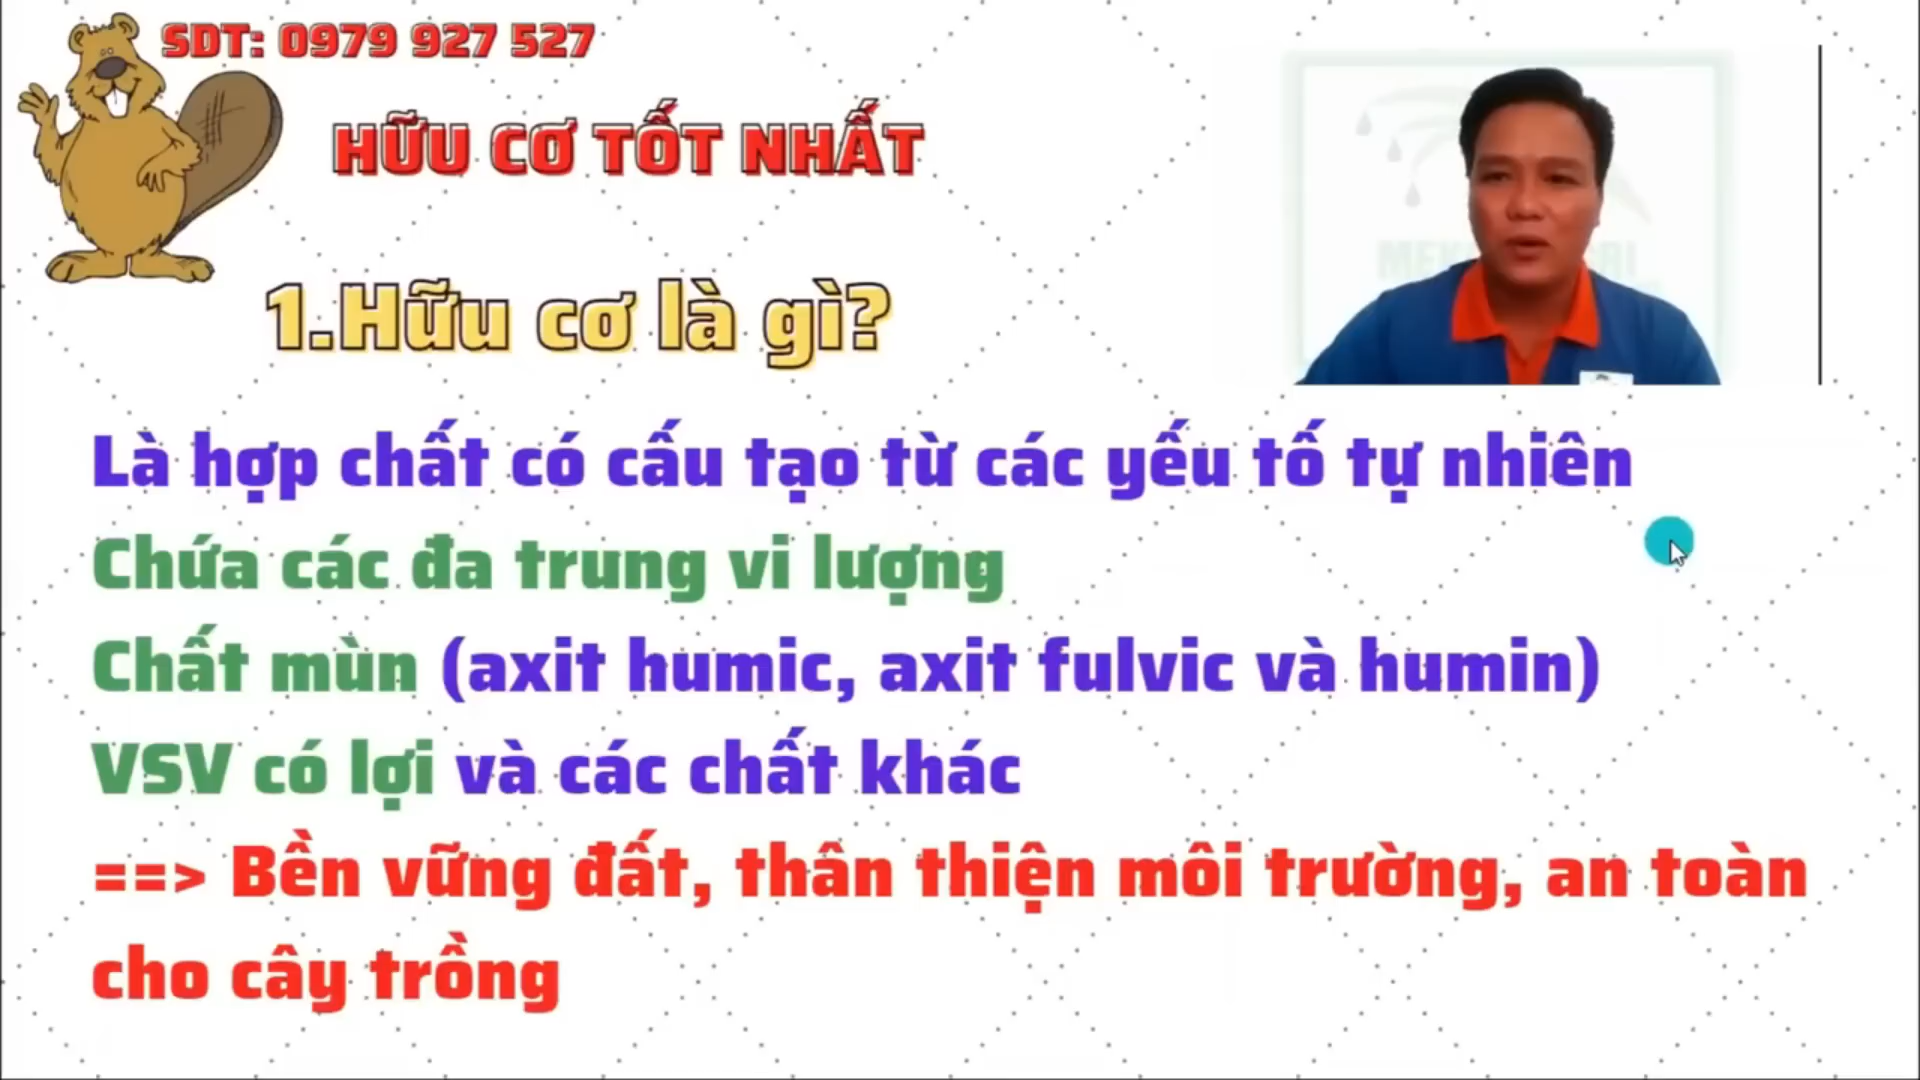 SDT: 0979 927 527
HỮU CƠ TỐT NHẤT
1.Hữu cơ là gì?
Là hợp chất có cấu tạo từ các yếu tố tự nhiên
Chứa các đa trung vi lượng
Chất mùn (axit humic, axit fulvic và humin)
VSV có lợi và các chất khác
==> Bền vững đất, thân thiện môi trường, an toàn
cho cây trồng